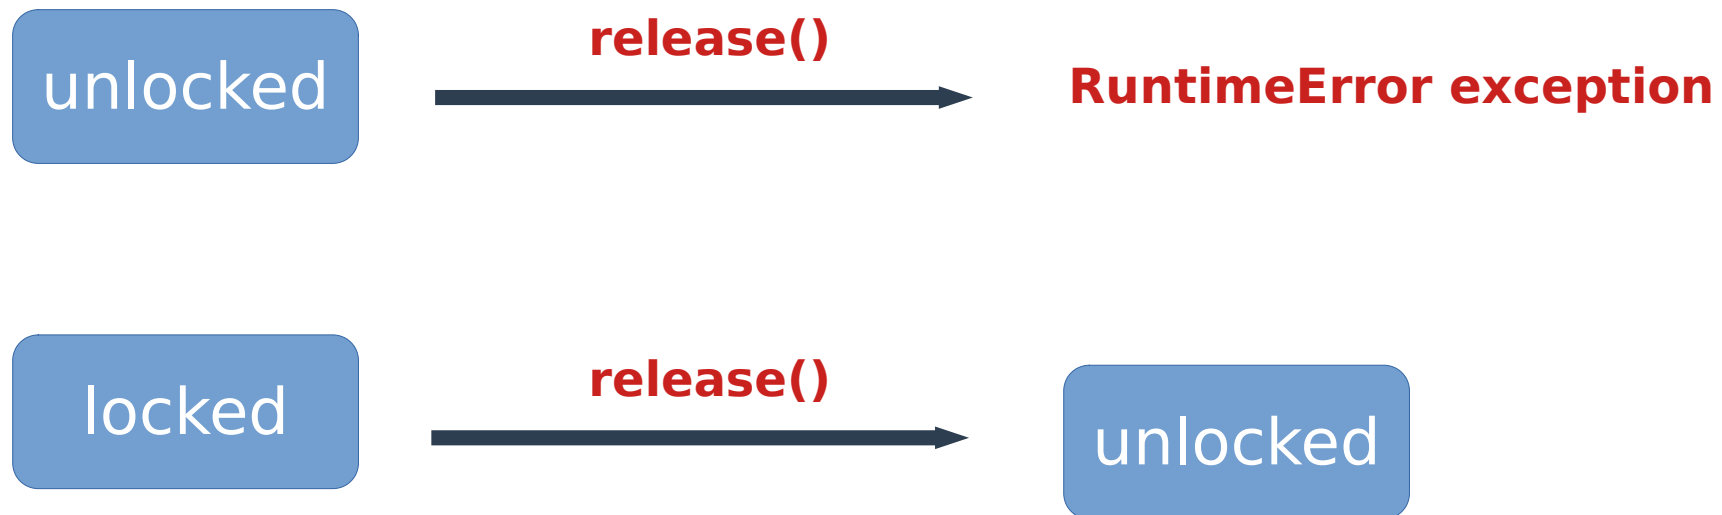 unlocked
release()
RuntimeError exception
locked
release()
unlocked